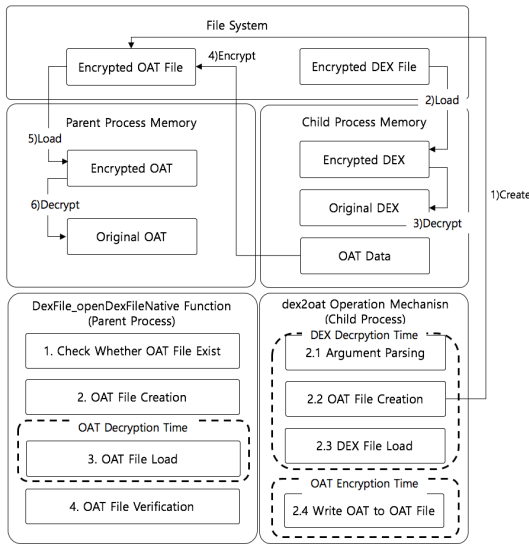 File System
Encrypted OAT File
4)Encrypt
Encrypted DEX File
2)Load
Parent Process Memory
Child Process Memory
5)Load
Encrypted OAT
Encrypted DEX
1)Create
6)Decrypt
Original DEX
3)Decrypt
Original OAT
OAT Data
DexFile_openDexFileNative Function
(Parent Process)
1. Check Whether OAT File Exist
2. OAT File Creation
OAT Decryption Time
3. OAT File Load
4. OAT File Verification
dex2oat Operation Mechanisn
(Child Process)
DEX Decrpytion Time
2.1 Argument Parsing
2.2 OAT File Creation
2.3 DEX File Load
OAT Encryption Time
2.4 Write OAT to OAT File